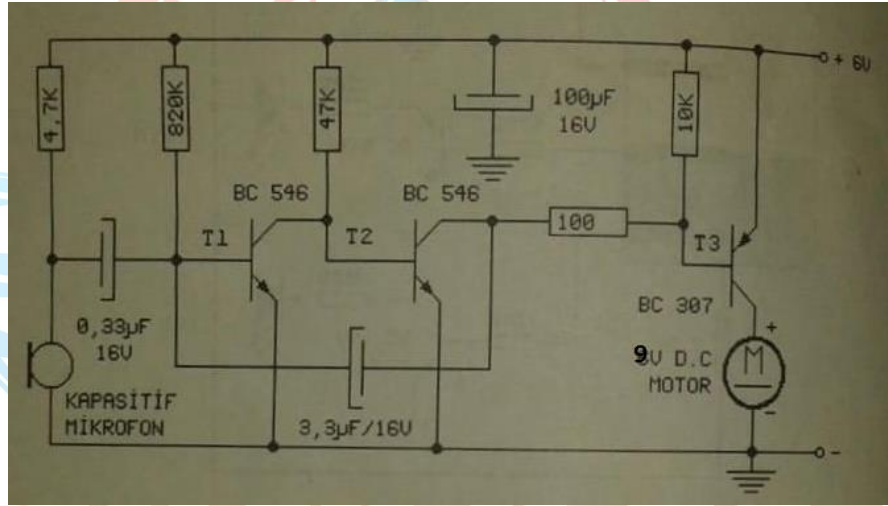 + 6V
4,7K
820K
47K
100µF
16V
10K
BC 546
BC 546
100
T1
T2
T3
BC 307
0,33µF
16V
9V D.C
MOTOR
+
M
-
KAPASİTİF
MİKROFON
3,3µF/16V
-